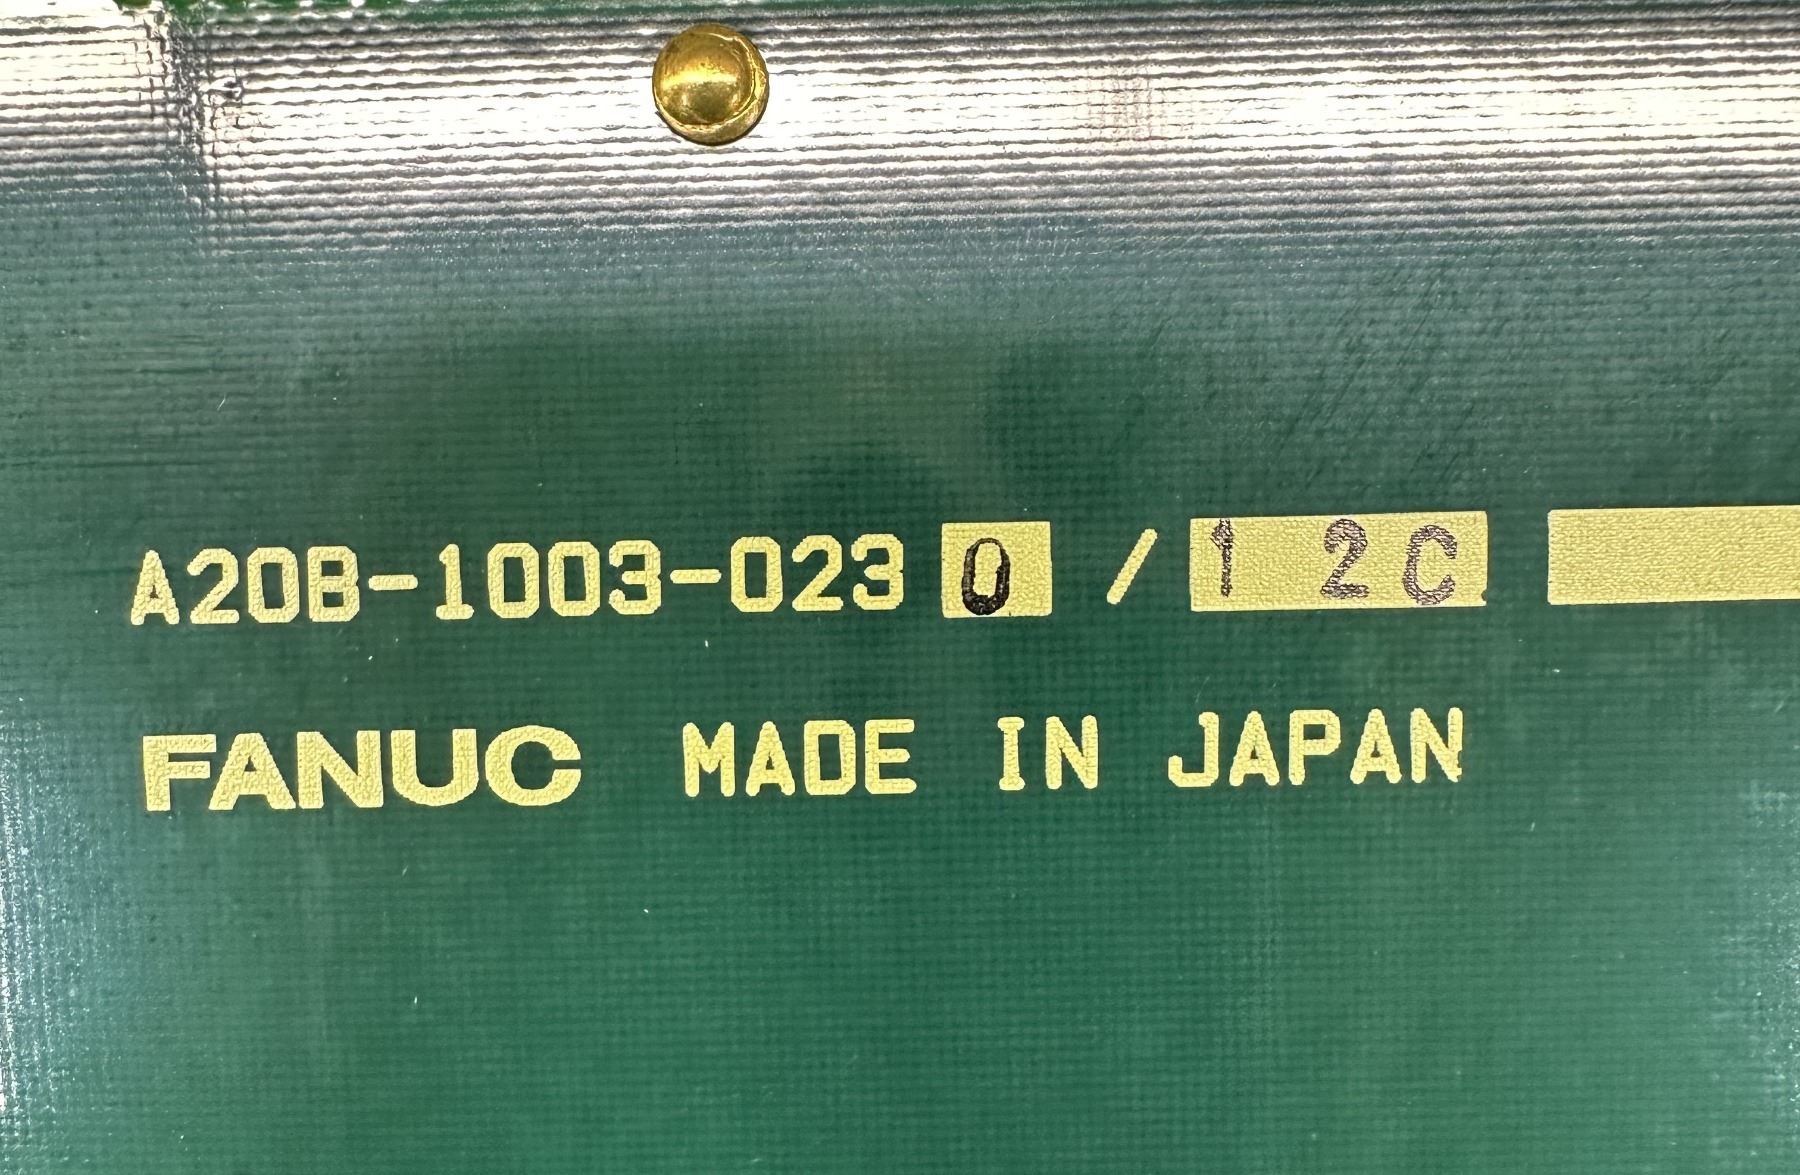 A20B-1003-0230 / 12C
FANUC MADE IN JAPAN